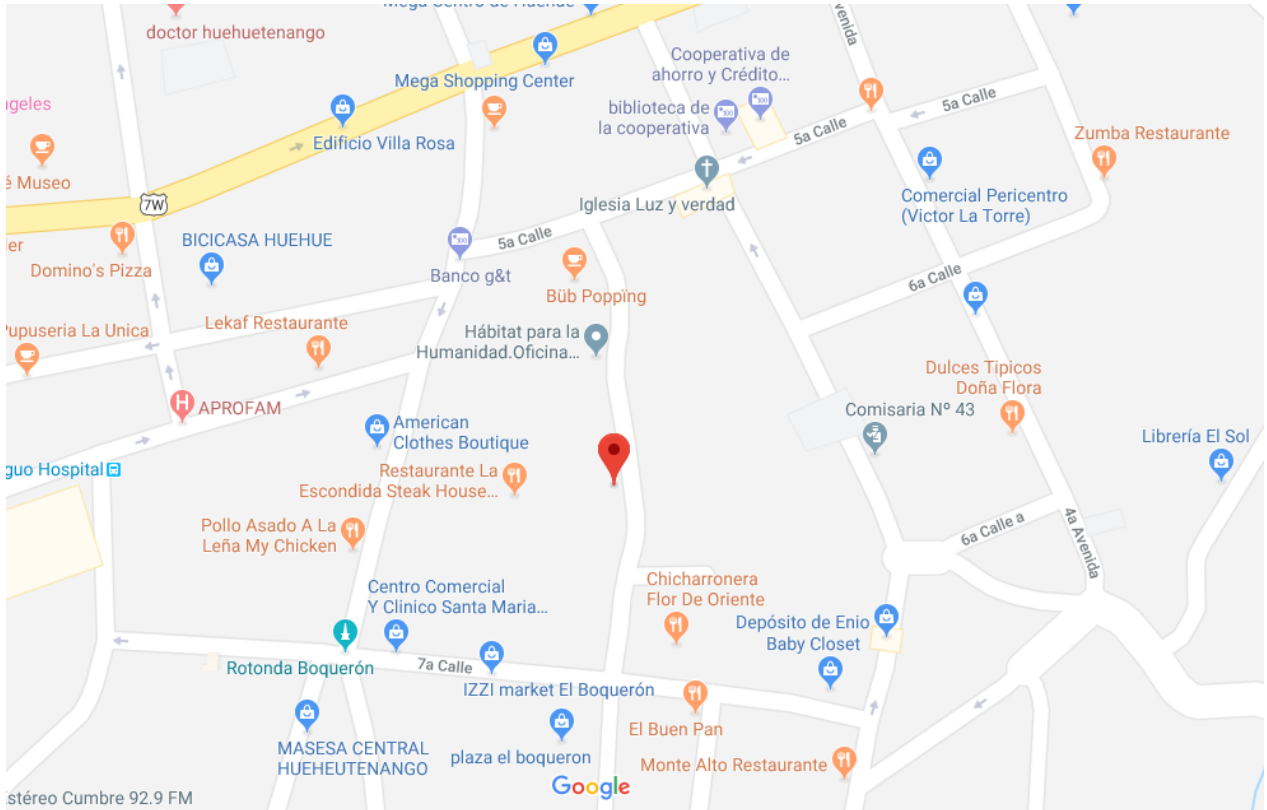 Mega Centro de Huehue
doctor huehuetenango
Mega Shopping Center
Cooperativa de
ahorro y Crédito...
biblioteca de
la cooperativa
5a Calle
5a Calle
Edificio Villa Rosa
Zumba Restaurante
Museo
7W
Iglesia Luz y verdad
Comercial Pericentro
(Victor La Torre)
BICICASA HUEHUE
5a Calle
Domino's Pizza
Banco g&t
6a Calle
Büb Poppïng
Pupuseria La Unica
Lekaf Restaurante
Hábitat para la
Humanidad.Oficina...
Dulces Tipicos
Doña Flora
APROFAM
Comisaria Nº 43
American
Clothes Boutique
Librería El Sol
Hospital
Restaurante La
Escondida Steak House...
Pollo Asado A La
Leña My Chicken
6a Calle a
4a Avenida
Centro Comercial
Y Clinico Santa Maria...
Chicharronera
Flor De Oriente
Depósito de Enio
Baby Closet
Rotonda Boquerón
7a Calle
IZZI market El Boquerón
El Buen Pan
MASESA CENTRAL
HUEHEUTENANGO
plaza el boqueron
Monte Alto Restaurante
Google
stéreo Cumbre 92.9 FM